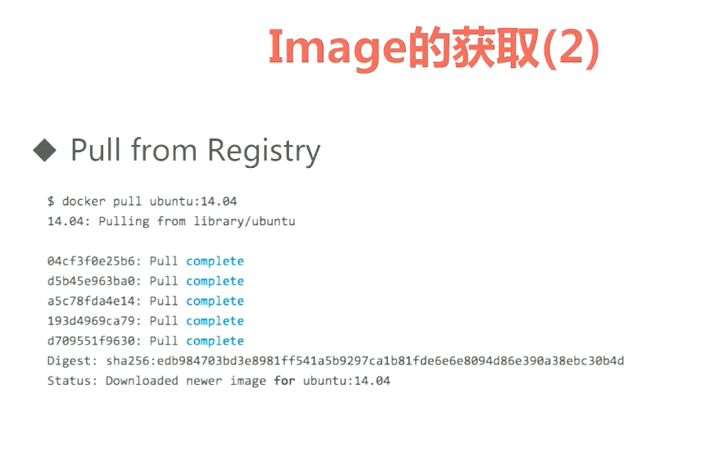 Image的获取(2)
◆ Pull from Registry
$ docker pull ubuntu:14.04
14.04: Pulling from library/ubuntu
04cf3f0e25b6: Pull complete
d5b45e963ba0: Pull complete
a5c78fda4e14: Pull complete
193d4969ca79: Pull complete
d709551f9630: Pull complete
Digest: sha256:edb984703bd3e8981ff541a5b9297ca1b81fde6e6e8094d86e390a38ebc30b4d
Status: Downloaded newer image for ubuntu:14.04